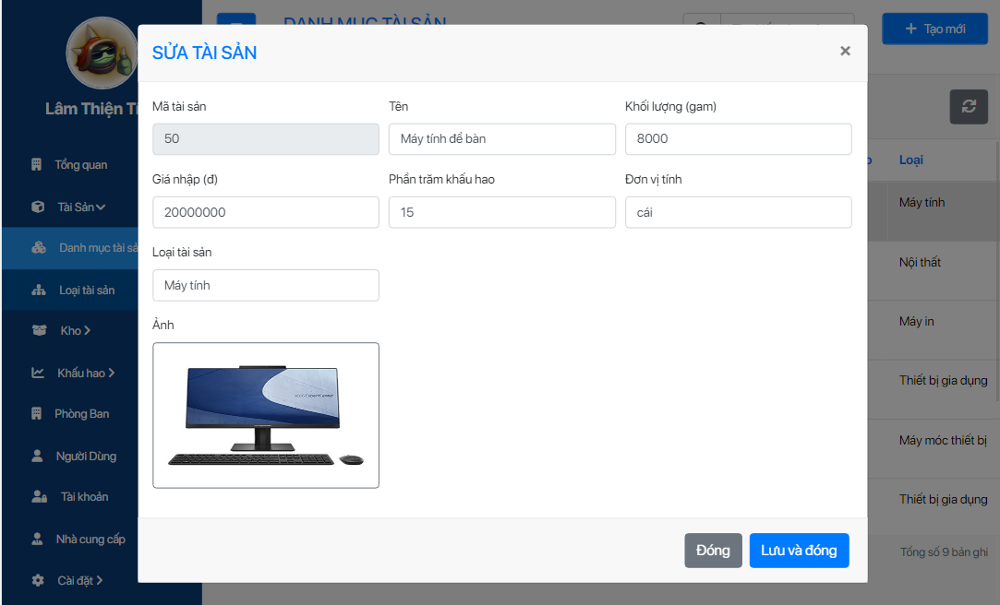 DANH MỤC TÀI SẢN
Tạo mới
Lâm Thiện
Tổng quan
Tài Sản
Danh mục tài
Loại tài sản
Kho
Khấu hao
Phòng Ban
Người Dùng
Tài khoản
Nhà cung cấp
Cài đặt
SỬA TÀI SẢN
×
Mã tài sản
50
Tên
Máy tính để bàn
Khối lượng (gam)
8000
Giá nhập (đ)
20000000
Phần trăm khấu hao
15
Đơn vị tính
cái
Loại tài sản
Máy tính
Ảnh
Đóng
Lưu và đóng
Loại
Máy tính
Nội thất
Máy in
Thiết bị gia dụng
Máy móc thiết bị
Thiết bị gia dụng
Tổng số 9 bản ghi